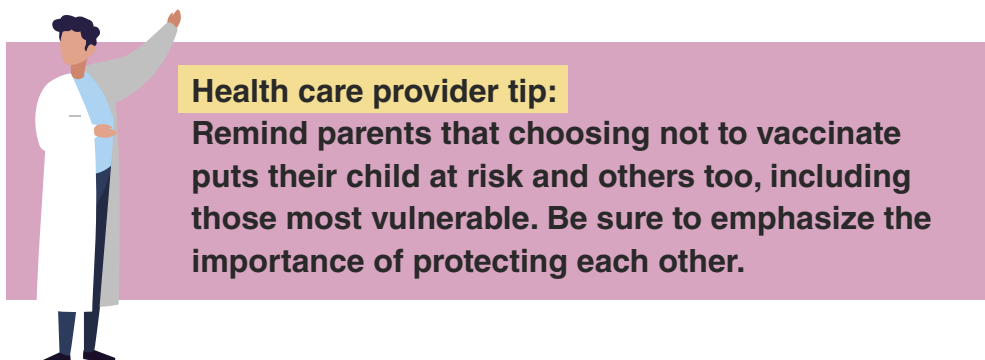 Health care provider tip:
Remind parents that choosing not to vaccinate
puts their child at risk and others too, including
those most vulnerable. Be sure to emphasize the
importance of protecting each other.